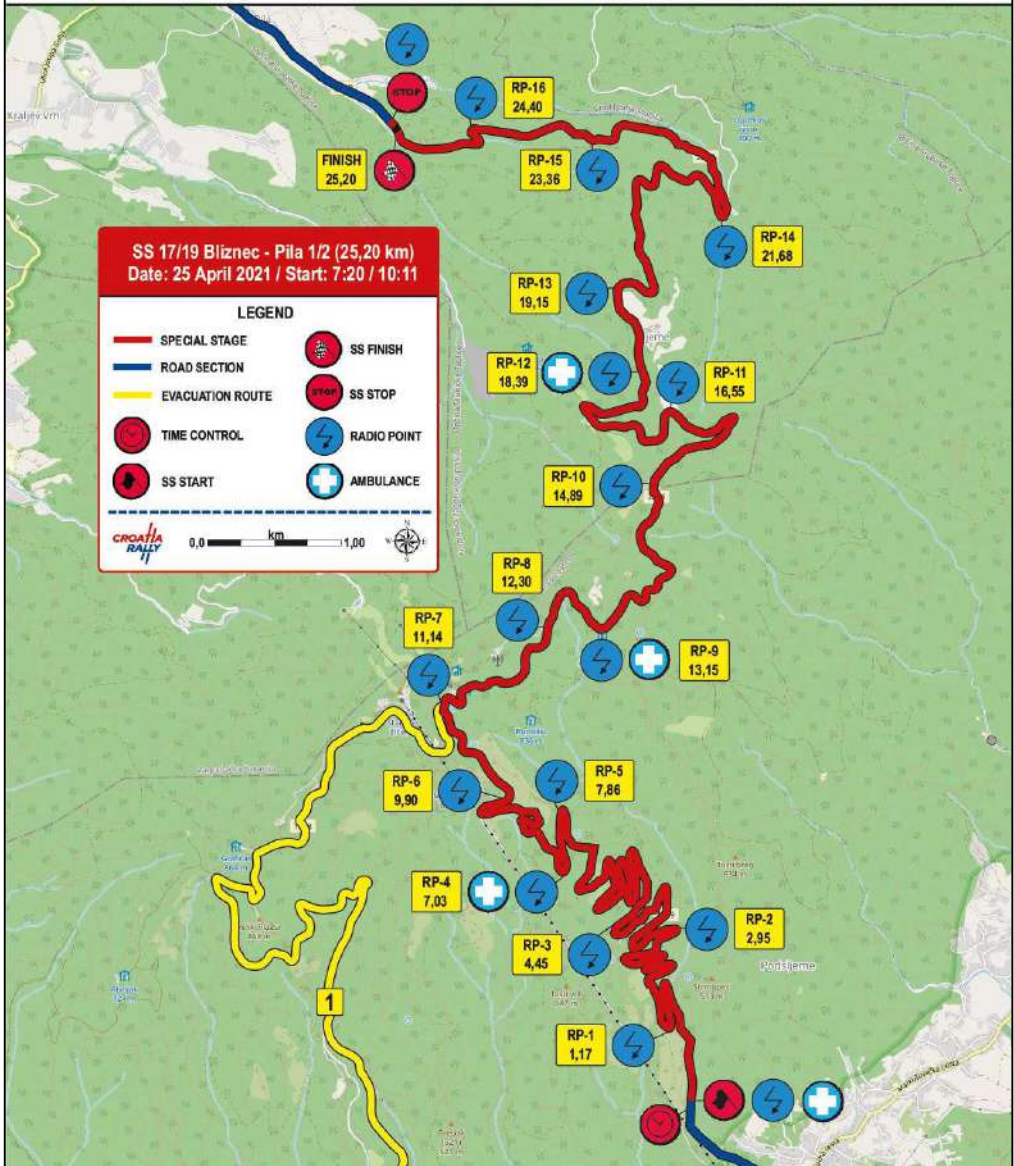 RP-16
24,40
STOP
Kraljev Vrh
FINISH
25,20
RP-15
23,36
RP-14
21,68
SS 17/19 Bliznec - Pila 1/2 (25,20 km)
Date: 25 April 2021 / Start: 7:20 / 10:11
LEGEND
SPECIAL STAGE
SS FINISH
ROAD SECTION
STOP
SS STOP
EVACUATION ROUTE
TIME CONTROL
RADIO POINT
SS START
AMBULANCE
CROATIA
RALLY
0,0
km
1,00
N
W
E
S
RP-13
19,15
RP-12
18,39
RP-11
16,55
RP-10
14,89
RP-8
12,30
RP-7
11,14
RP-9
13,15
RP-6
9,90
RP-5
7,86
RP-4
7,03
RP-3
4,45
RP-2
2,95
Podsljeme
1
RP-1
1,17